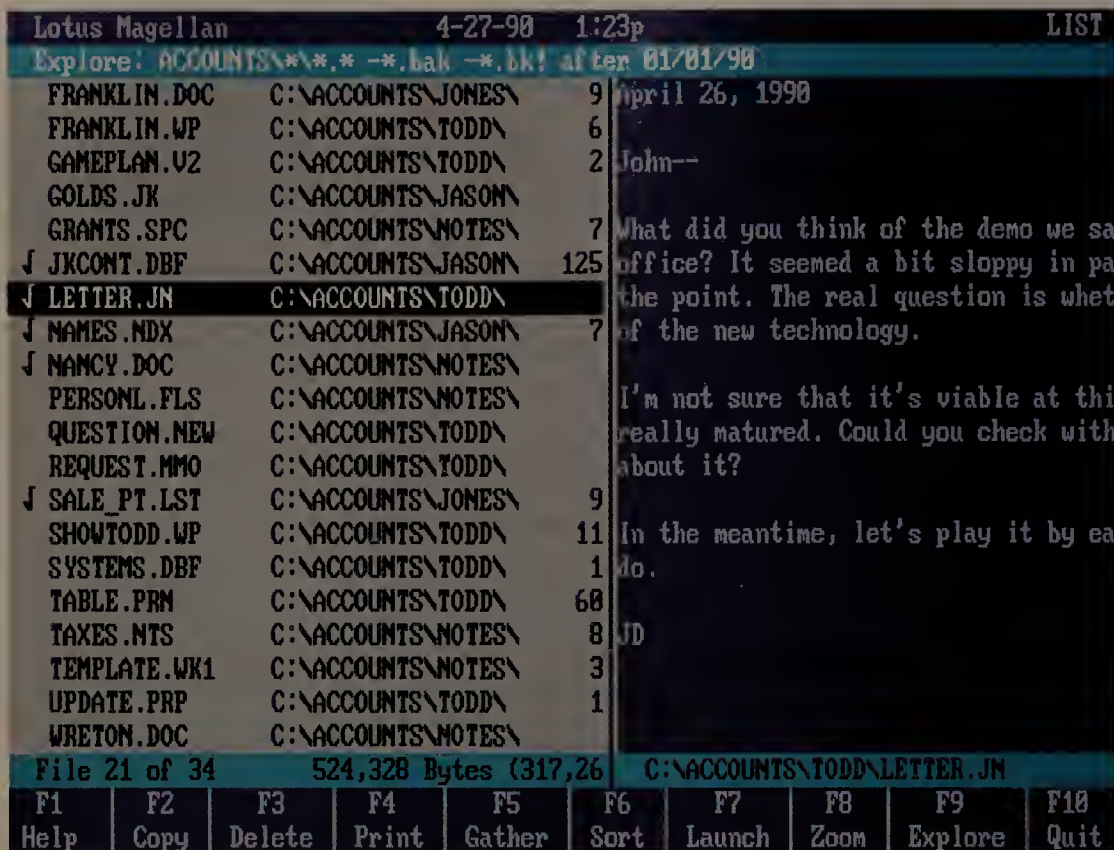 Lotus Magellan 4-27-90 1:23p LIST
Explore: ACCOUNTS\*\*.* -*.bak -*.bk! after 01/01/90
FRANKLIN.DOC C:\ACCOUNTS\JONES\ 9
FRANKLIN.WP C:\ACCOUNTS\TODD\ 6
GAMEPLAN.V2 C:\ACCOUNTS\TODD\ 2
GOLDS.JK C:\ACCOUNTS\JASON\
GRANTS.SPC C:\ACCOUNTS\NOTES\ 7
√ JKCONT.DBF C:\ACCOUNTS\JASON\ 125
√ LETTER.JN C:\ACCOUNTS\TODD\
√ NAMES.NDX C:\ACCOUNTS\JASON\ 7
√ NANCY.DOC C:\ACCOUNTS\NOTES\
PERSONL.FLS C:\ACCOUNTS\NOTES\
QUESTION.NEW C:\ACCOUNTS\TODD\
REQUEST.MMO C:\ACCOUNTS\TODD\
√ SALE_PT.LST C:\ACCOUNTS\JONES\ 9
SHOWTODD.WP C:\ACCOUNTS\TODD\ 11
SYSTEMS.DBF C:\ACCOUNTS\TODD\ 1
TABLE.PRN C:\ACCOUNTS\TODD\ 60
TAXES.NTS C:\ACCOUNTS\NOTES\ 8
TEMPLATE.WK1 C:\ACCOUNTS\NOTES\ 3
UPDATE.PRP C:\ACCOUNTS\TODD\ 1
WRETON.DOC C:\ACCOUNTS\NOTES\
File 21 of 34 524,328 Bytes (317,26
April 26, 1990
John--
What did you think of the demo we sa
office? It seemed a bit sloppy in pa
the point. The real question is whet
of the new technology.
I'm not sure that it's viable at thi
really matured. Could you check with
about it?
In the meantime, let's play it by ea
do.
JD
C:\ACCOUNTS\TODD\LETTER.JN
F1 F2 F3 F4 F5 F6 F7 F8 F9 F10
Help Copy Delete Print Gather Sort Launch Zoom Explore Quit